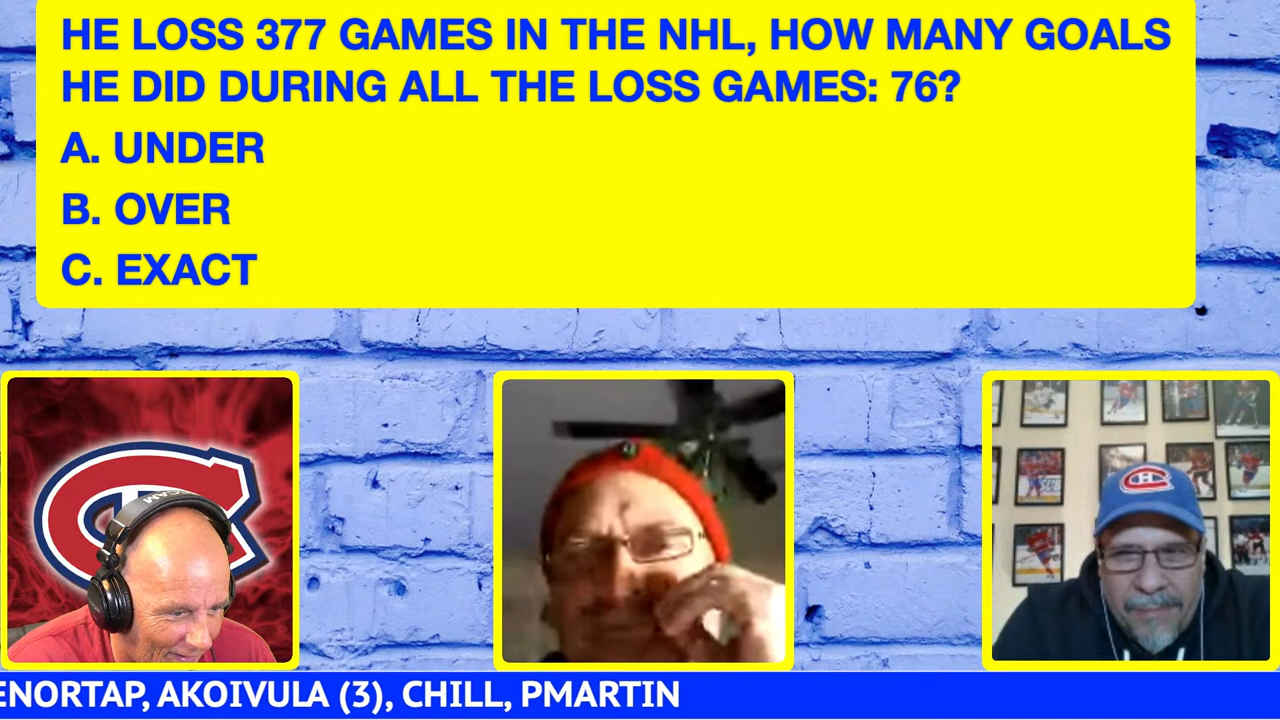 HE LOSS 377 GAMES IN THE NHL, HOW MANY GOALS
HE DID DURING ALL THE LOSS GAMES: 76?
A. UNDER
B. OVER
C. EXACT
ENORTAP, AKOIVULA (3), CHILL, PMARTIN